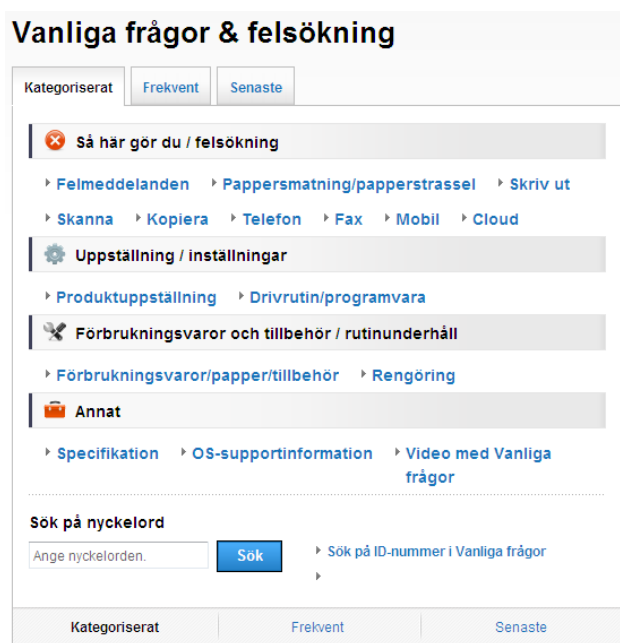 Vanliga frågor & felsökning
Kategoriserat Frekvent Senaste
Så här gör du / felsökning
Felmeddelanden Pappersmatning/papperstrassel Skriv ut
Skanna Kopiera Telefon Fax Mobil Cloud
Uppställning / inställningar
Produktuppställning Drivrutin/programvara
Förbrukningsvaror och tillbehör / rutinunderhåll
Förbrukningsvaror/papper/tillbehör Rengöring
Annat
Specifikation OS-supportinformation Video med Vanliga
frågor
Sök på nyckelord
Ange nyckelorden. Sök Sök på ID-nummer i Vanliga frågor
Kategoriserat Frekvent Senaste